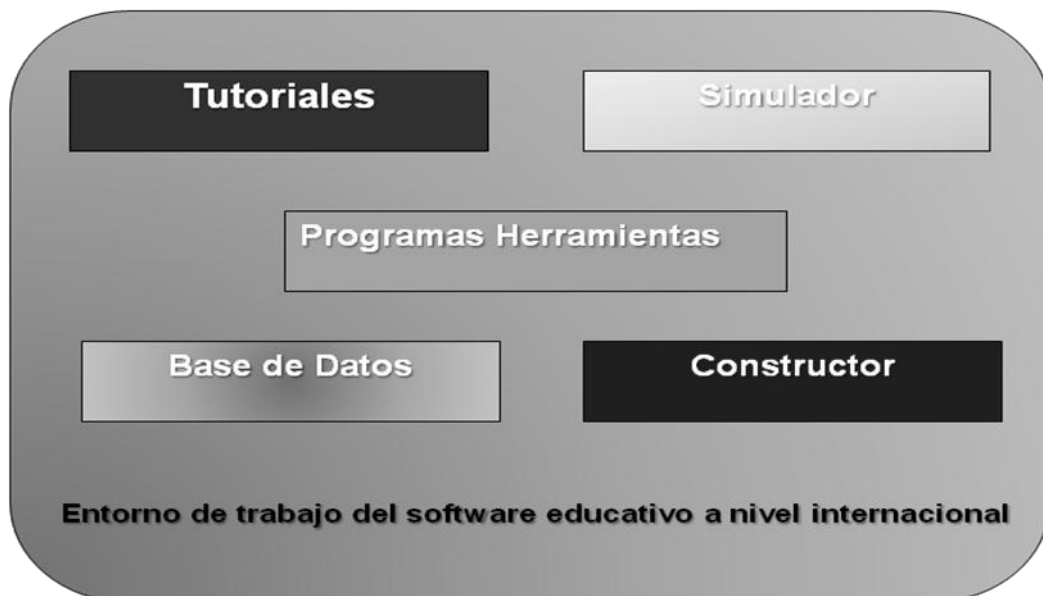 Tutoriales
Simulador
Programas Herramientas
Base de Datos
Constructor
Entorno de trabajo del software educativo a nivel internacional